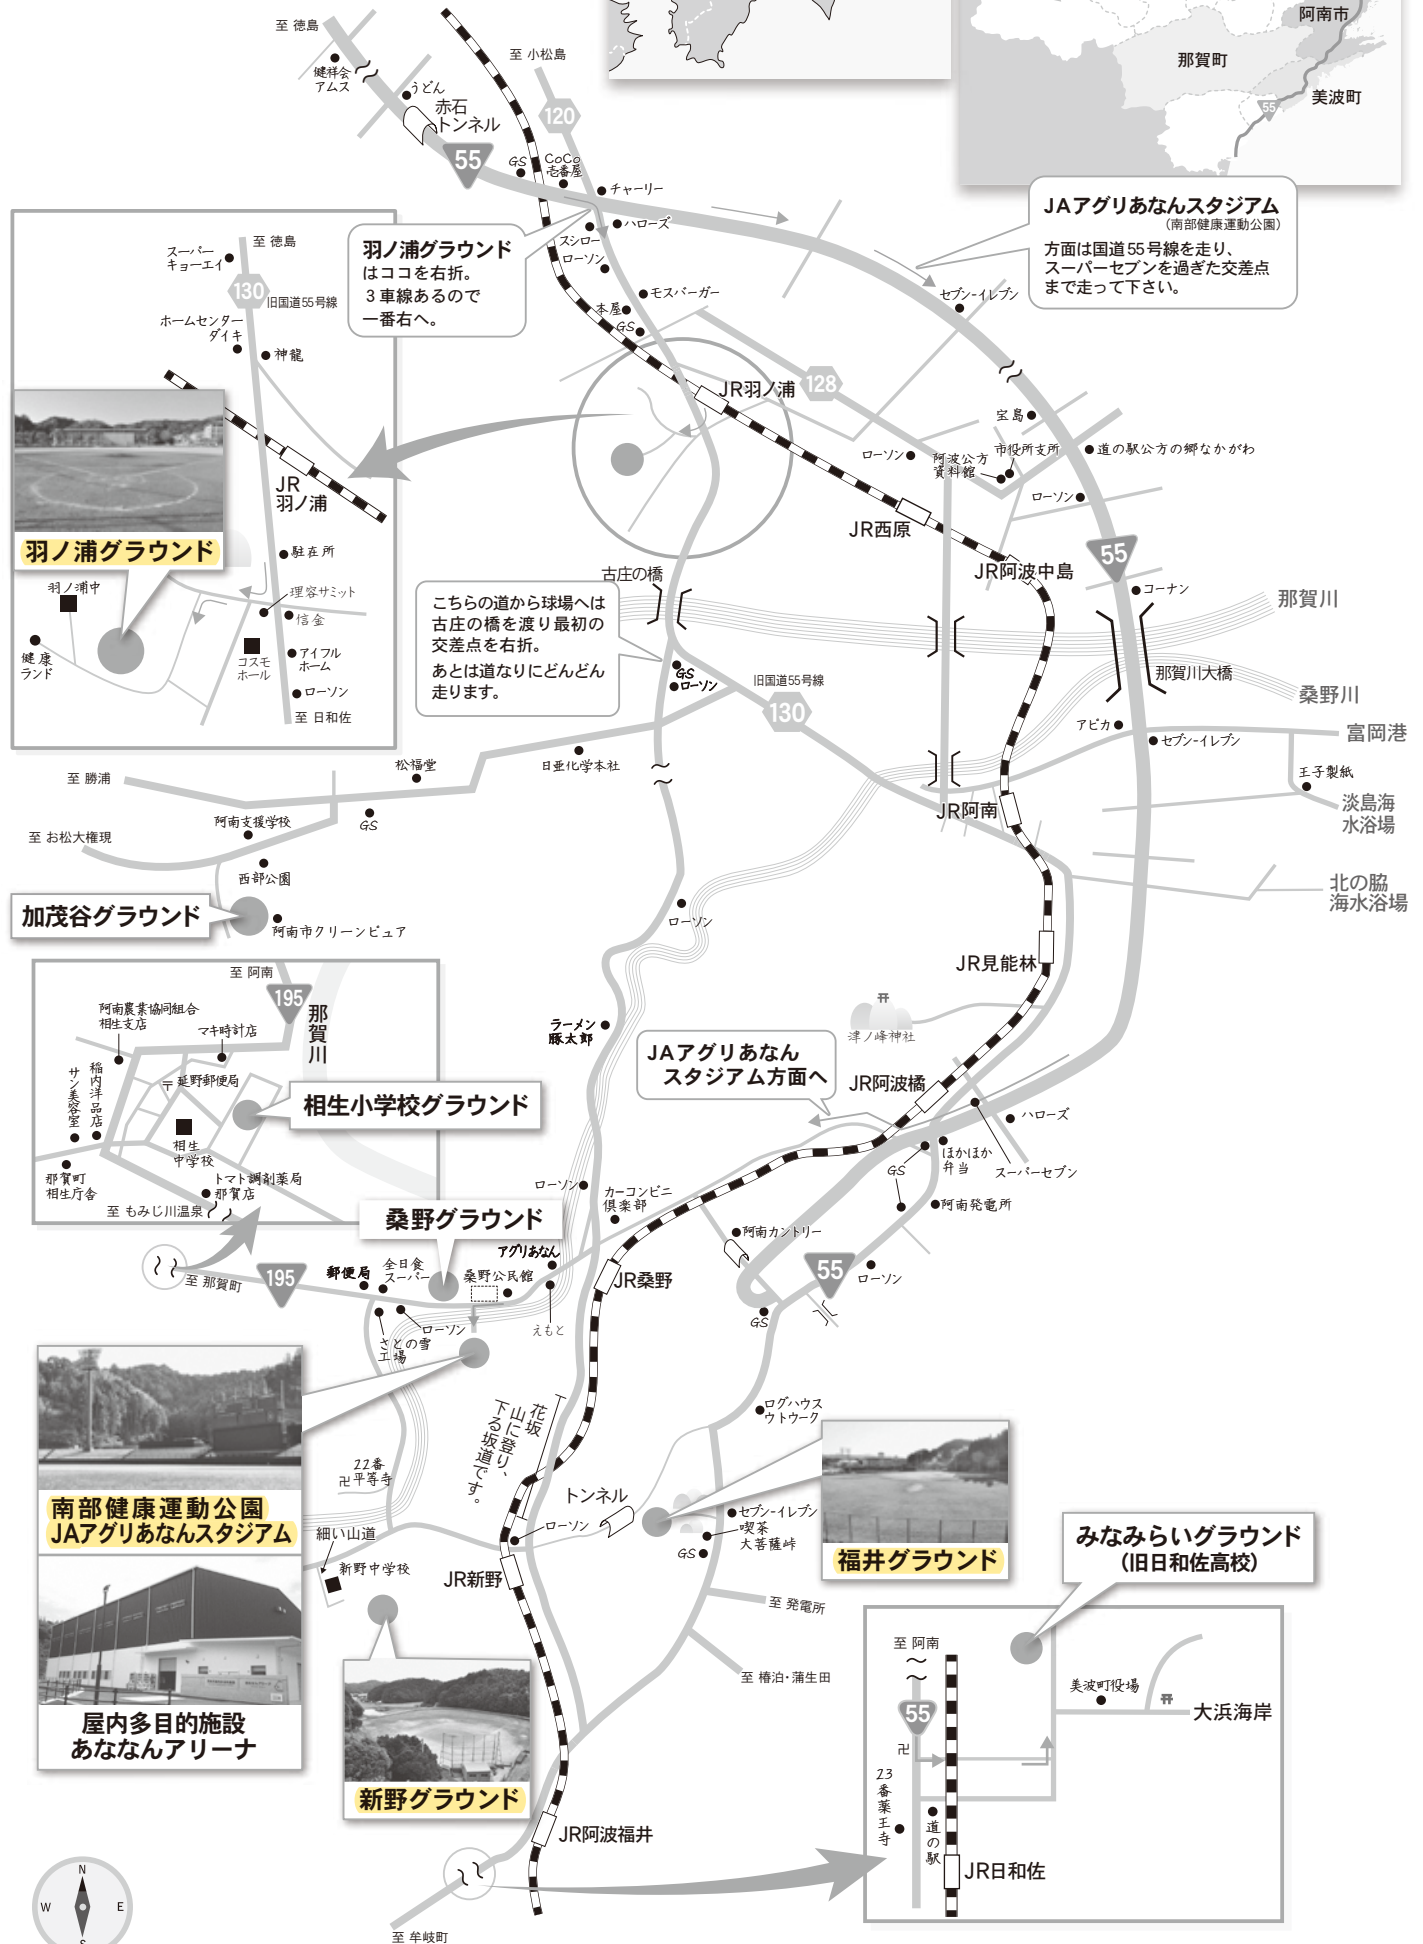 至 徳島
健祥会
アムス
うどん
赤石
トンネル
至 小松島
120
55
GS
CoCo
壱番屋
チャーリー
ハローズ
スシロー
ローソン
モスバーガー
本屋
GS
阿南市
那賀町
美波町
55
羽ノ浦グラウンド
はココを右折。
3車線あるので
一番右へ。
JAアグリあなんスタジアム
(南部健康運動公園)
方面は国道55号線を走り、
スーパーセブンを過ぎた交差点
まで走って下さい。
セブン-イレブン
スーパー
キョーエイ
至 徳島
130
旧国道55号線
ホームセンター
ダイキ
神龍
JR
羽ノ浦
羽ノ浦グラウンド
駐在所
羽ノ浦中
理容サミット
信金
健康
ランド
コスモ
ホール
アイフル
ホーム
ローソン
至 日和佐
JR羽ノ浦
128
宝島
ローソン
阿波公方
資料館
市役所支所
道の駅公方の郷なかがわ
ローソン
JR西原
JR阿波中島
55
コーナン
那賀川
古庄の橋
こちらの道から球場へは
古庄の橋を渡り最初の
交差点を右折。
あとは道なりにどんどん
走ります。
GS
ローソン
旧国道55号線
130
那賀川大橋
桑野川
アピカ
セブン-イレブン
富岡港
王子製紙
淡島海
水浴場
日亜化学本社
松福堂
至 勝浦
GS
阿南支援学校
至 お松大権現
西部公園
JR阿南
北の脇
海水浴場
加茂谷グラウンド
阿南市クリーンピュア
ローソン
JR見能林
至 阿南
195
那賀川
阿南農業協同組合
相生支店
マキ時計店
サン美容室
稲内洋品店
〒延野郵便局
相生小学校グラウンド
相生
中学校
那賀町
相生庁舎
トマト調剤薬局
那賀店
至 もみじ川温泉
ラーメン
豚太郎
津ノ峰神社
JAアグリあなん
スタジアム方面へ
JR阿波橘
ハローズ
GS
ほかほか
弁当
スーパーセブン
阿南発電所
ローソン
カーコンビニ
倶楽部
桑野グラウンド
アグリあなん
阿南カントリー
55
ローソン
GS
至 那賀町
195
郵便局
全日食
スーパー
桑野公民館
JR桑野
ローソン
さとの雪
工場
えもと
南部健康運動公園
JAアグリあなんスタジアム
屋内多目的施設
あななんアリーナ
花坂
山に登り、
下る坂道です。
22番
卍平等寺
細い山道
新野中学校
ログハウス
ウトウーク
トンネル
ローソン
セブン-イレブン
喫茶
大菩薩峠
GS
福井グラウンド
JR新野
至 発電所
至 椿泊・蒲生田
新野グラウンド
みなみらいグラウンド
(旧日和佐高校)
至 阿南
55
卍
美波町役場
大浜海岸
23番薬王寺
道の駅
JR日和佐
JR阿波福井
至 牟岐町
N
W
E
S